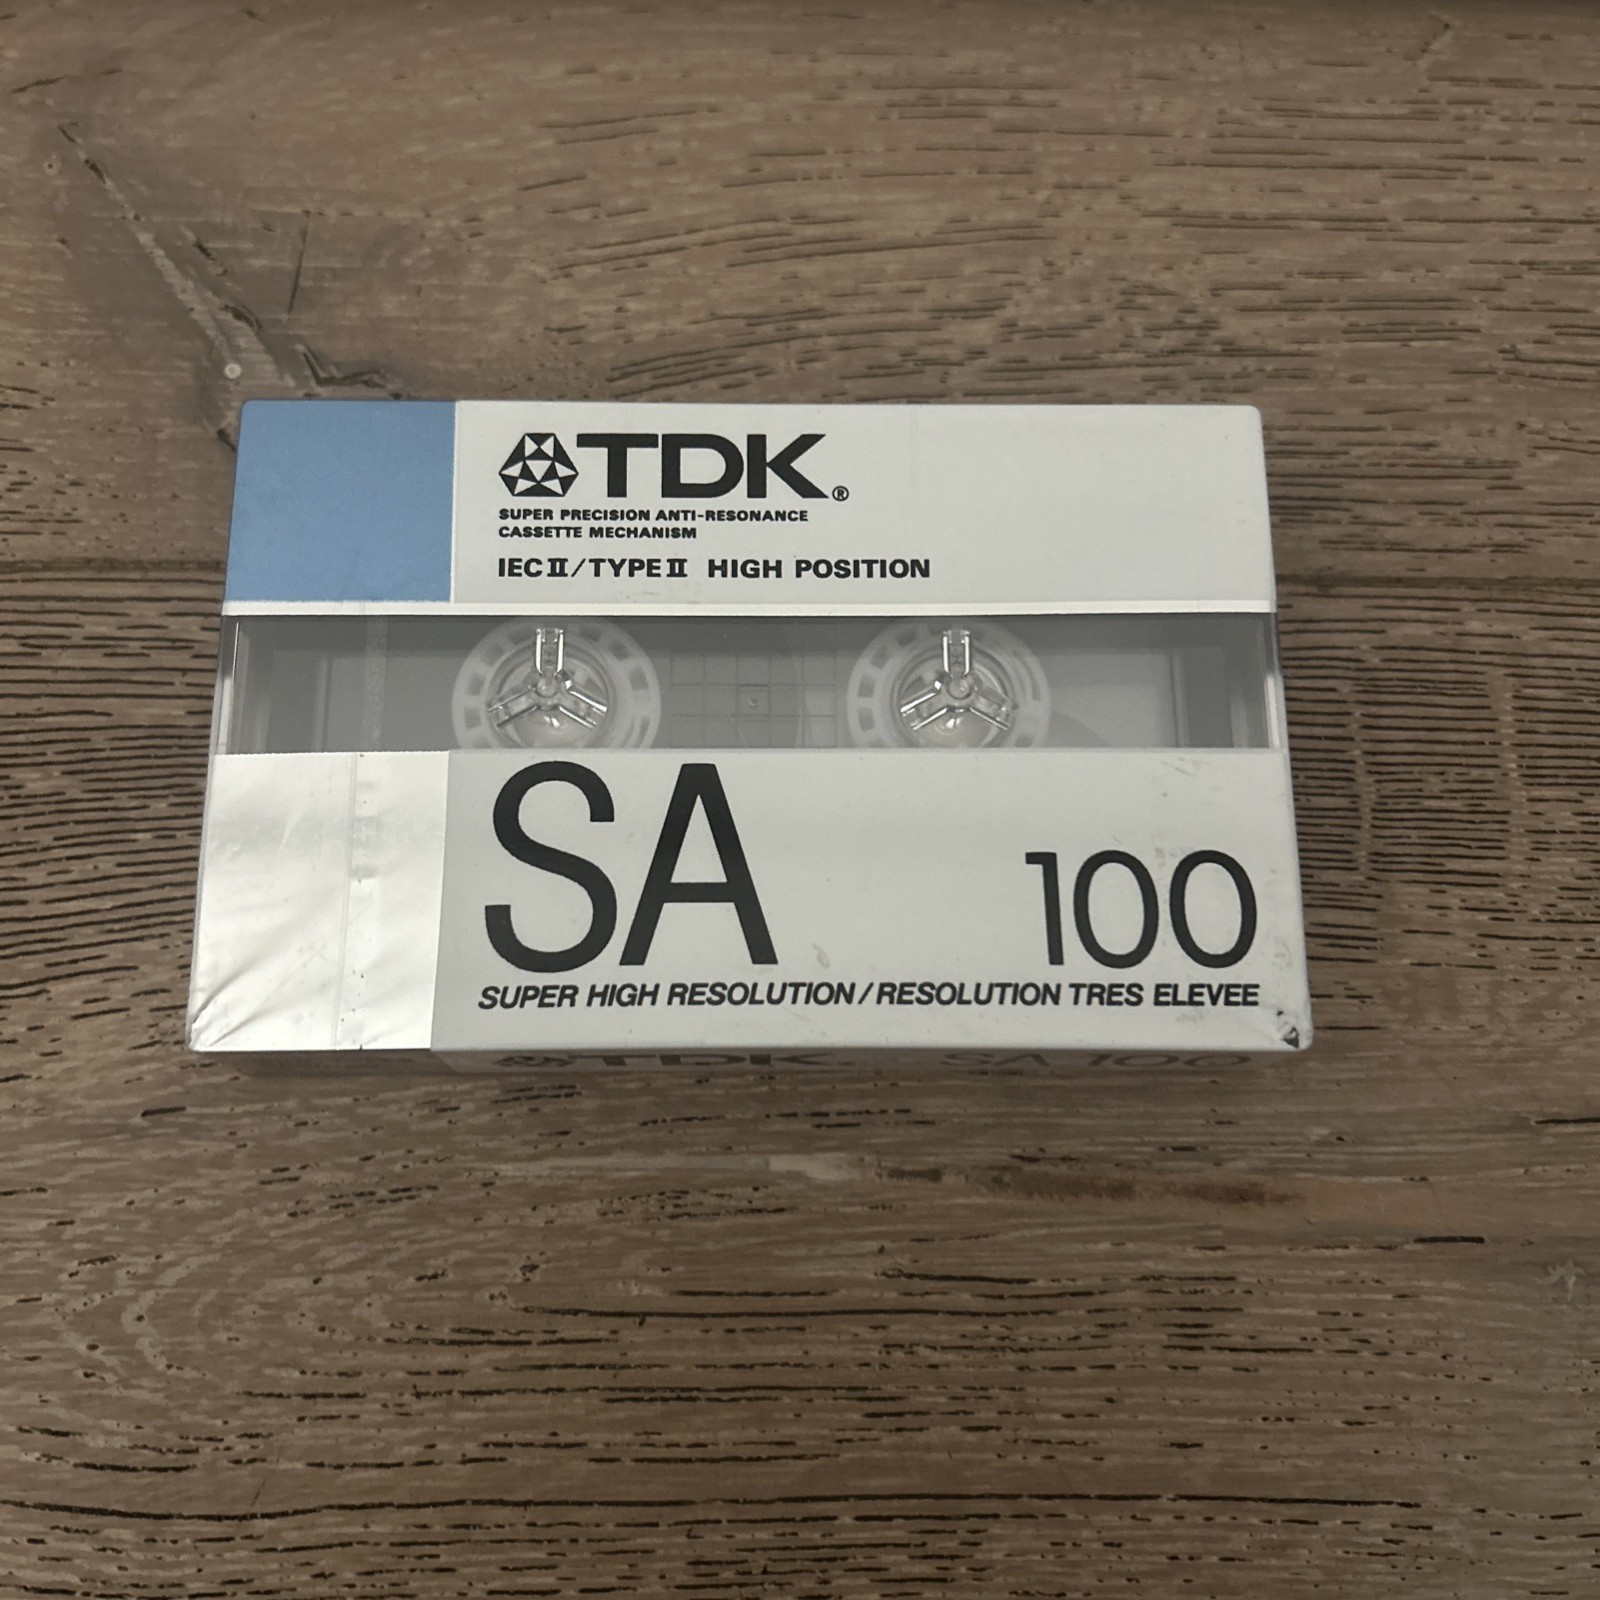 TDK®
SUPER PRECISION ANTI-RESONANCE
CASSETTE MECHANISM
IEC II/TYPE II HIGH POSITION
SA 100
SUPER HIGH RESOLUTION/RESOLUTION TRES ELEVEE
TDK SA 100